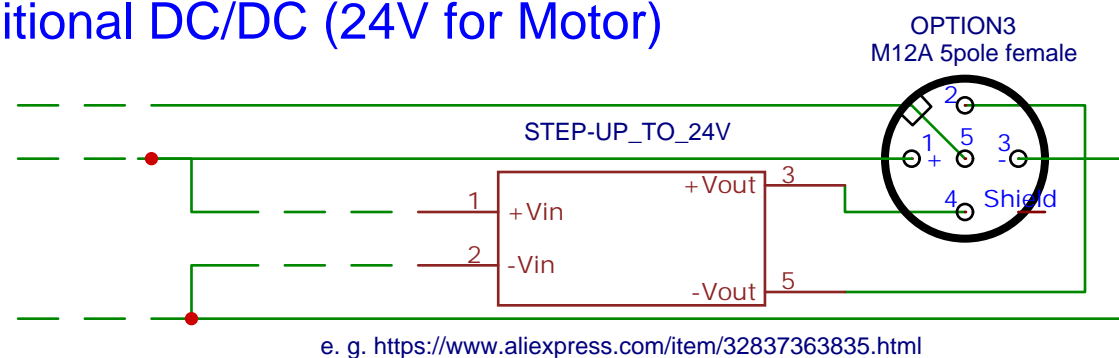 itional DC/DC (24V for Motor)
OPTION3
M12A 5pole female
STEP-UP_TO_24V
2
1
5
3
+
-
4
Shield
1
+Vin
+Vout
3
2
-Vin
-Vout
5
e. g. https://www.aliexpress.com/item/32837363835.html